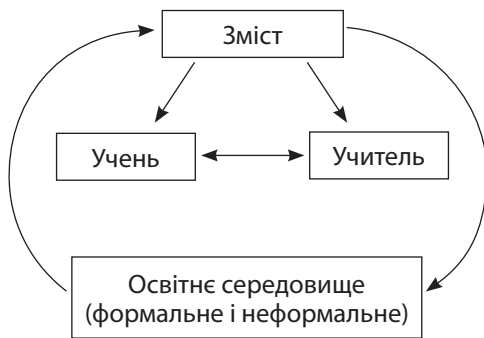 Зміст
Учень
Учитель
Освітнє середовище
(формальне і неформальне)